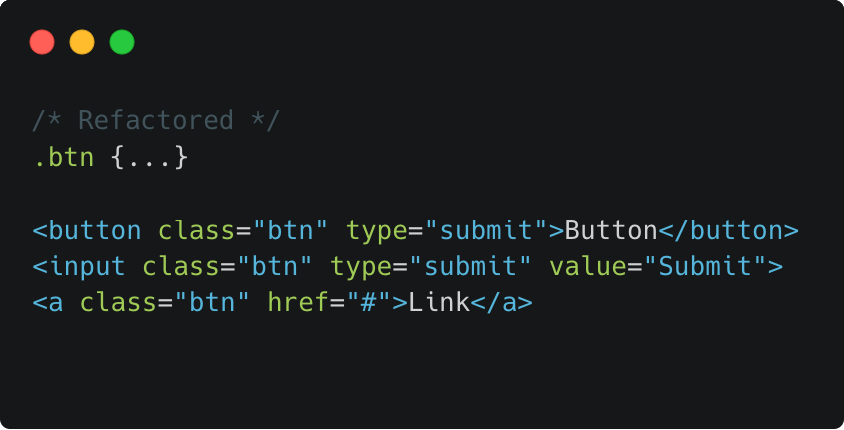 /* Refactored */
.btn {...}
<button class="btn" type="submit">Button</button>
<input class="btn" type="submit" value="Submit">
<a class="btn" href="#">Link</a>